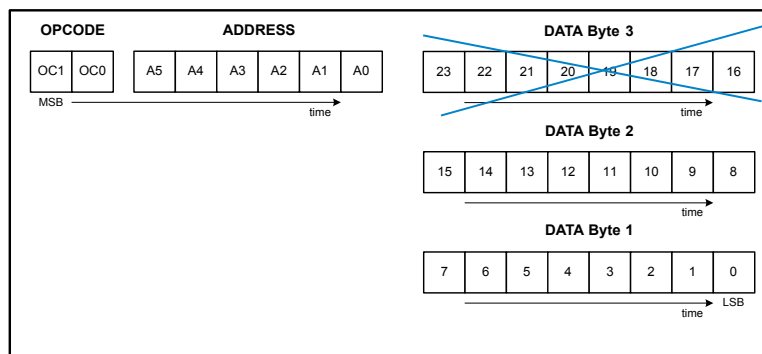 OPCODE ADDRESS DATA Byte 3
OC1 OC0 A5 A4 A3 A2 A1 A0 23 22 21 20 19 18 17 16
MSB time time
DATA Byte 2
15 14 13 12 11 10 9 8
time
DATA Byte 1
7 6 5 4 3 2 1 0
time LSB